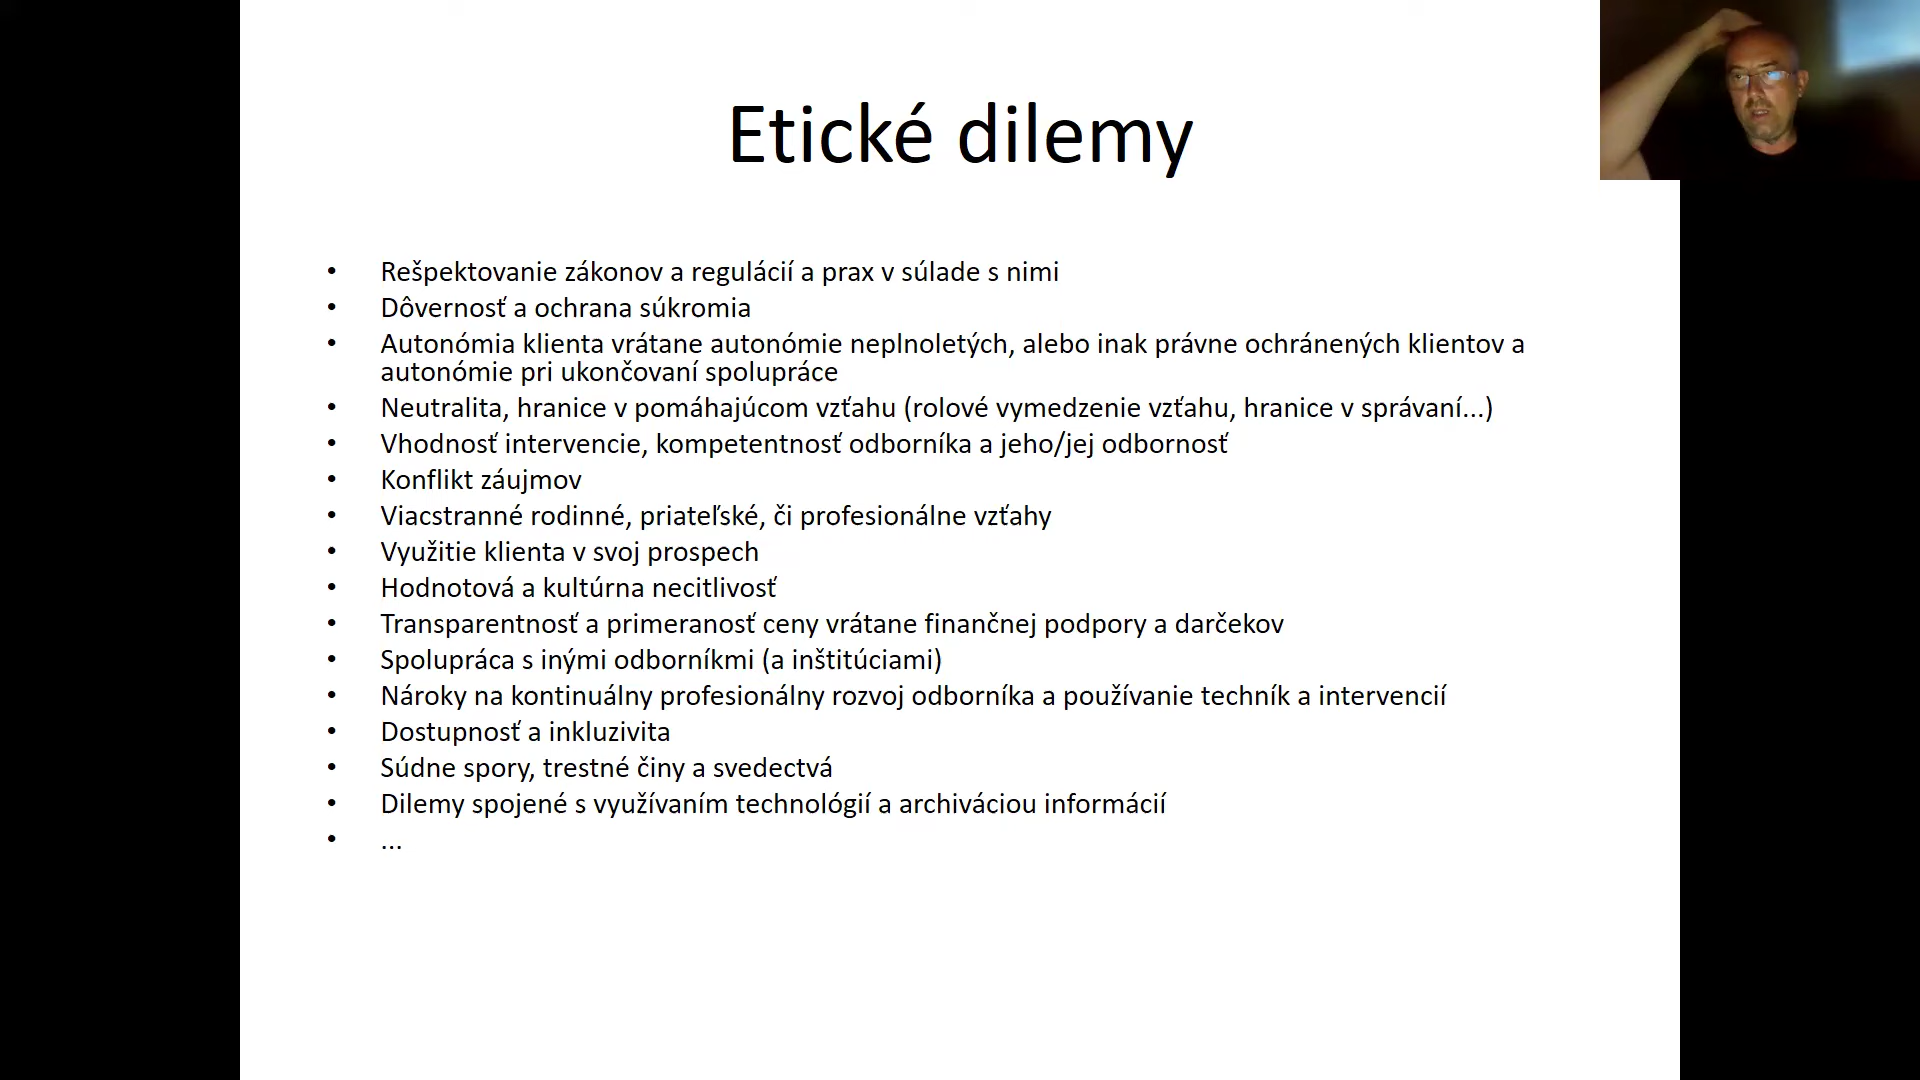 Etické dilemy
• Rešpektovanie zákonov a regulácií a prax v súlade s nimi
• Dôvernosť a ochrana súkromia
• Autonómia klienta vrátane autonómie neplnoletých, alebo inak právne ochránených klientov a
autonómie pri ukončovaní spolupráce
• Neutralita, hranice v pomáhajúcom vzťahu (rolové vymedzenie vzťahu, hranice v správaní...)
• Vhodnosť intervencie, kompetentnosť odborníka a jeho/jej odbornosť
• Konflikt záujmov
• Viacstranné rodinné, priateľské, či profesionálne vzťahy
• Využitie klienta v svoj prospech
• Hodnotová a kultúrna necitlivosť
• Transparentnosť a primeranosť ceny vrátane finančnej podpory a darčekov
• Spolupráca s inými odborníkmi (a inštitúciami)
• Nároky na kontinuálny profesionálny rozvoj odborníka a používanie techník a intervencií
• Dostupnosť a inkluzivita
• Súdne spory, trestné činy a svedectvá
• Dilemy spojené s využívaním technológií a archiváciou informácií
• ...